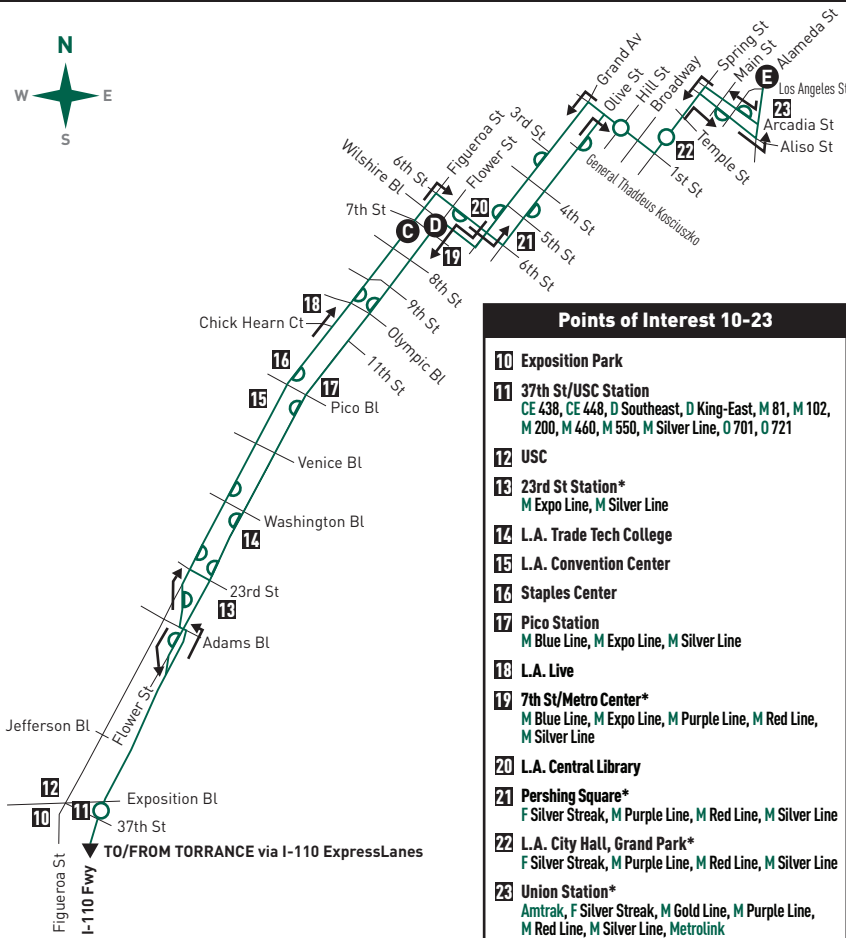 N
W
E
S
Grand Av
Olive St
Hill St
Broadway
Spring St
Main St
Alameda St
E
Los Angeles St
23
Arcadia St
Aliso St
22
Temple St
1st St
General Thaddeus Kosciuszko
3rd St
4th St
5th St
6th St
Figueroa St
Flower St
6th St
Wilshire Bl
7th St
C
D
20
19
21
8th St
9th St
18
Chick Hearn Ct
Olympic Bl
11th St
16
17
15
Pico Bl
Venice Bl
Washington Bl
14
23rd St
13
Adams Bl
Flower St
Jefferson Bl
12
10
11
Exposition Bl
37th St
TO/FROM TORRANCE via I-110 ExpressLanes
Figueroa St
I-110 Fwy
Points of Interest 10-23
10 Exposition Park
11 37th St/USC Station
CE 438, CE 448, D Southeast, D King-East, M 81, M 102,
M 200, M 460, M 550, M Silver Line, O 701, O 721
12 USC
13 23rd St Station*
M Expo Line, M Silver Line
14 L.A. Trade Tech College
15 L.A. Convention Center
16 Staples Center
17 Pico Station
M Blue Line, M Expo Line, M Silver Line
18 L.A. Live
19 7th St/Metro Center*
M Blue Line, M Expo Line, M Purple Line, M Red Line,
M Silver Line
20 L.A. Central Library
21 Pershing Square*
F Silver Streak, M Purple Line, M Red Line, M Silver Line
22 L.A. City Hall, Grand Park*
F Silver Streak, M Purple Line, M Red Line, M Silver Line
23 Union Station*
Amtrak, F Silver Streak, M Gold Line, M Purple Line,
M Red Line, M Silver Line, Metrolink